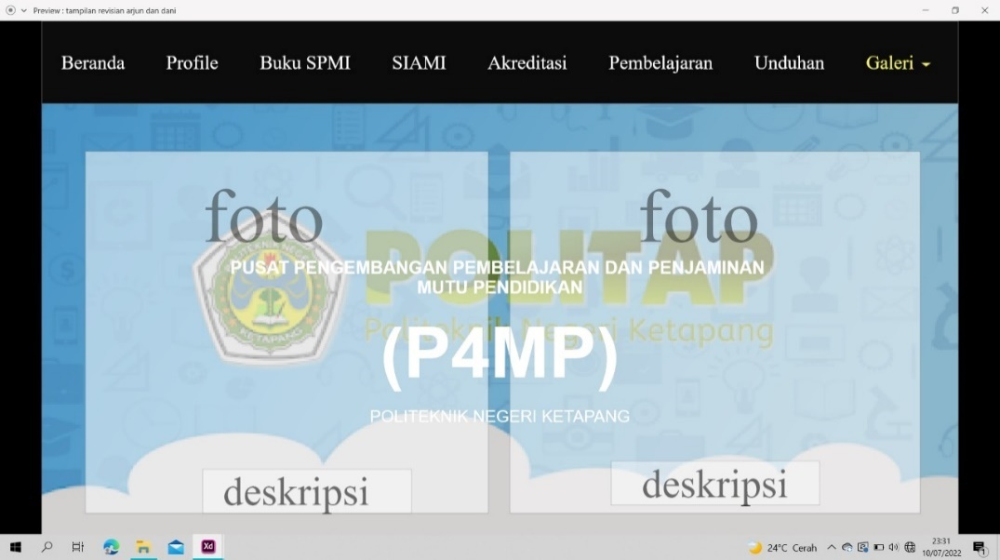 Preview : tampilan revisian arjun dan dani
Beranda Profile Buku SPMI SIAMI Akreditasi Pembelajaran Unduhan Galeri
foto foto
POLITAP
PUSAT PENGEMBANGAN PEMBELAJARAN DAN PENJAMINAN
MUTU PENDIDIKAN
Politeknik Negeri Ketapang
(P4MP)
KETAPANG
POLITEKNIK NEGERI KETAPANG
deskripsi deskripsi
Xd
24°C Cerah
23:31
10/07/2022
1